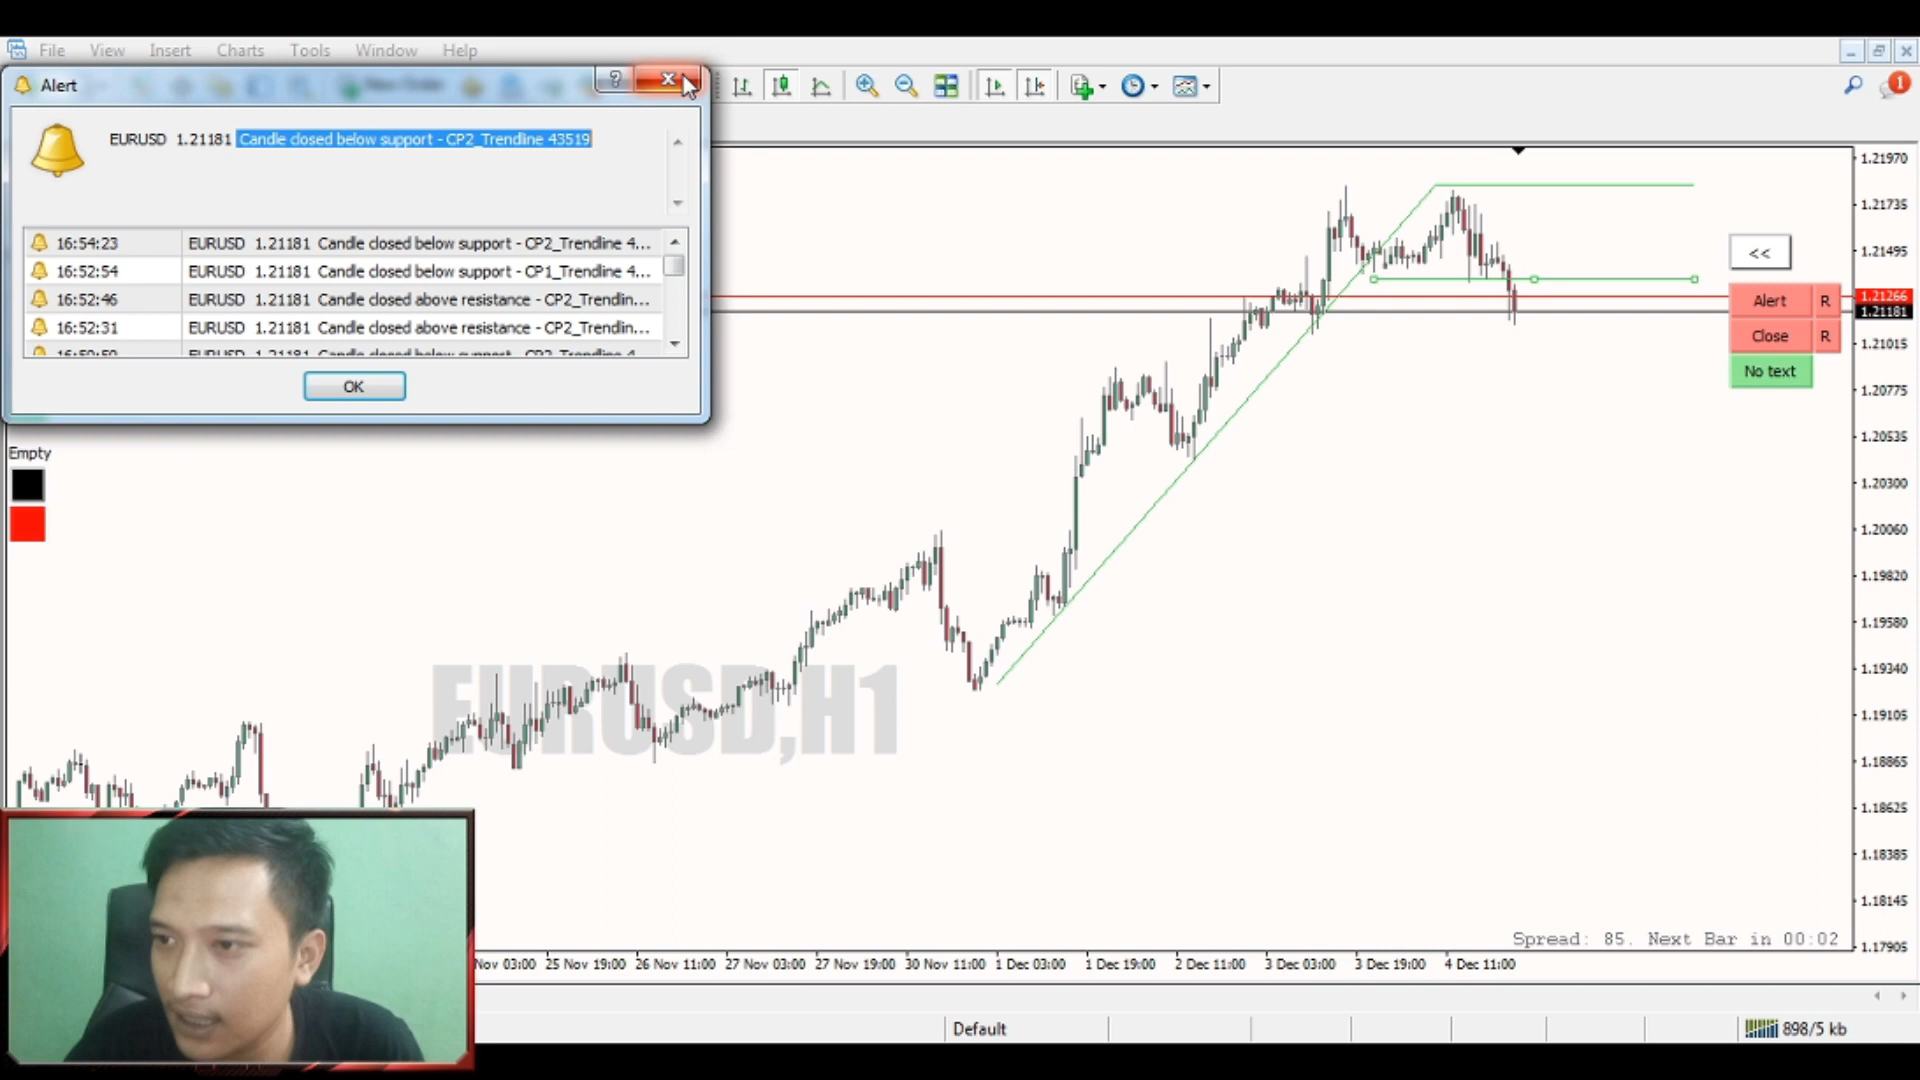 File View Insert Charts Tools Window Help
Alert
EURUSD 1.21181 Candle closed below support - CP2_Trendline 43519
16:54:23 EURUSD 1.21181 Candle closed below support - CP2_Trendline 4...
16:52:54 EURUSD 1.21181 Candle closed below support - CP1_Trendline 4...
16:52:46 EURUSD 1.21181 Candle closed above resistance - CP2_Trendlin...
16:52:31 EURUSD 1.21181 Candle closed above resistance - CP2_Trendlin...
OK
1
<<
Alert R
Close R
No text
1.21970
1.21735
1.21495
1.21266
1.21181
1.21015
1.20775
1.20535
1.20300
1.20060
1.19820
1.19580
1.19340
1.19105
1.18865
1.18625
1.18385
1.18145
1.17905
Empty
EURUSD,H1
Spread: 85. Next Bar in 00:02
Nov 03:00 25 Nov 19:00 26 Nov 11:00 27 Nov 03:00 27 Nov 19:00 30 Nov 11:00 1 Dec 03:00 1 Dec 19:00 2 Dec 11:00 3 Dec 03:00 3 Dec 19:00 4 Dec 11:00
Default
898/5 kb